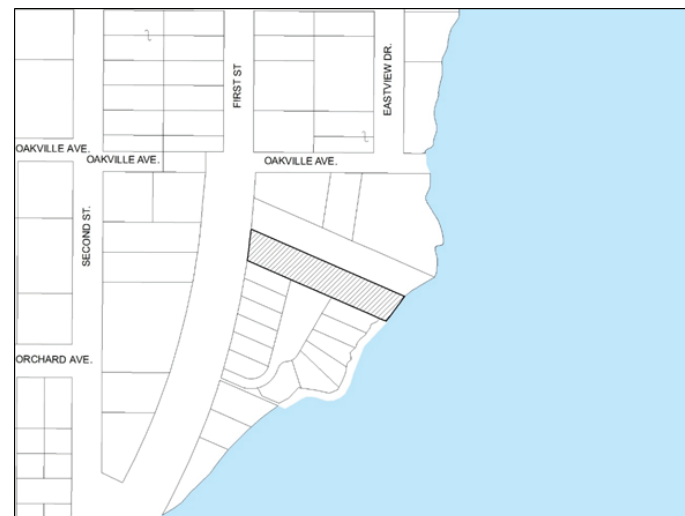 FIRST ST
EASTVIEW DR.
OAKVILLE AVE.
OAKVILLE AVE.
OAKVILLE AVE.
SECOND ST.
ORCHARD AVE.